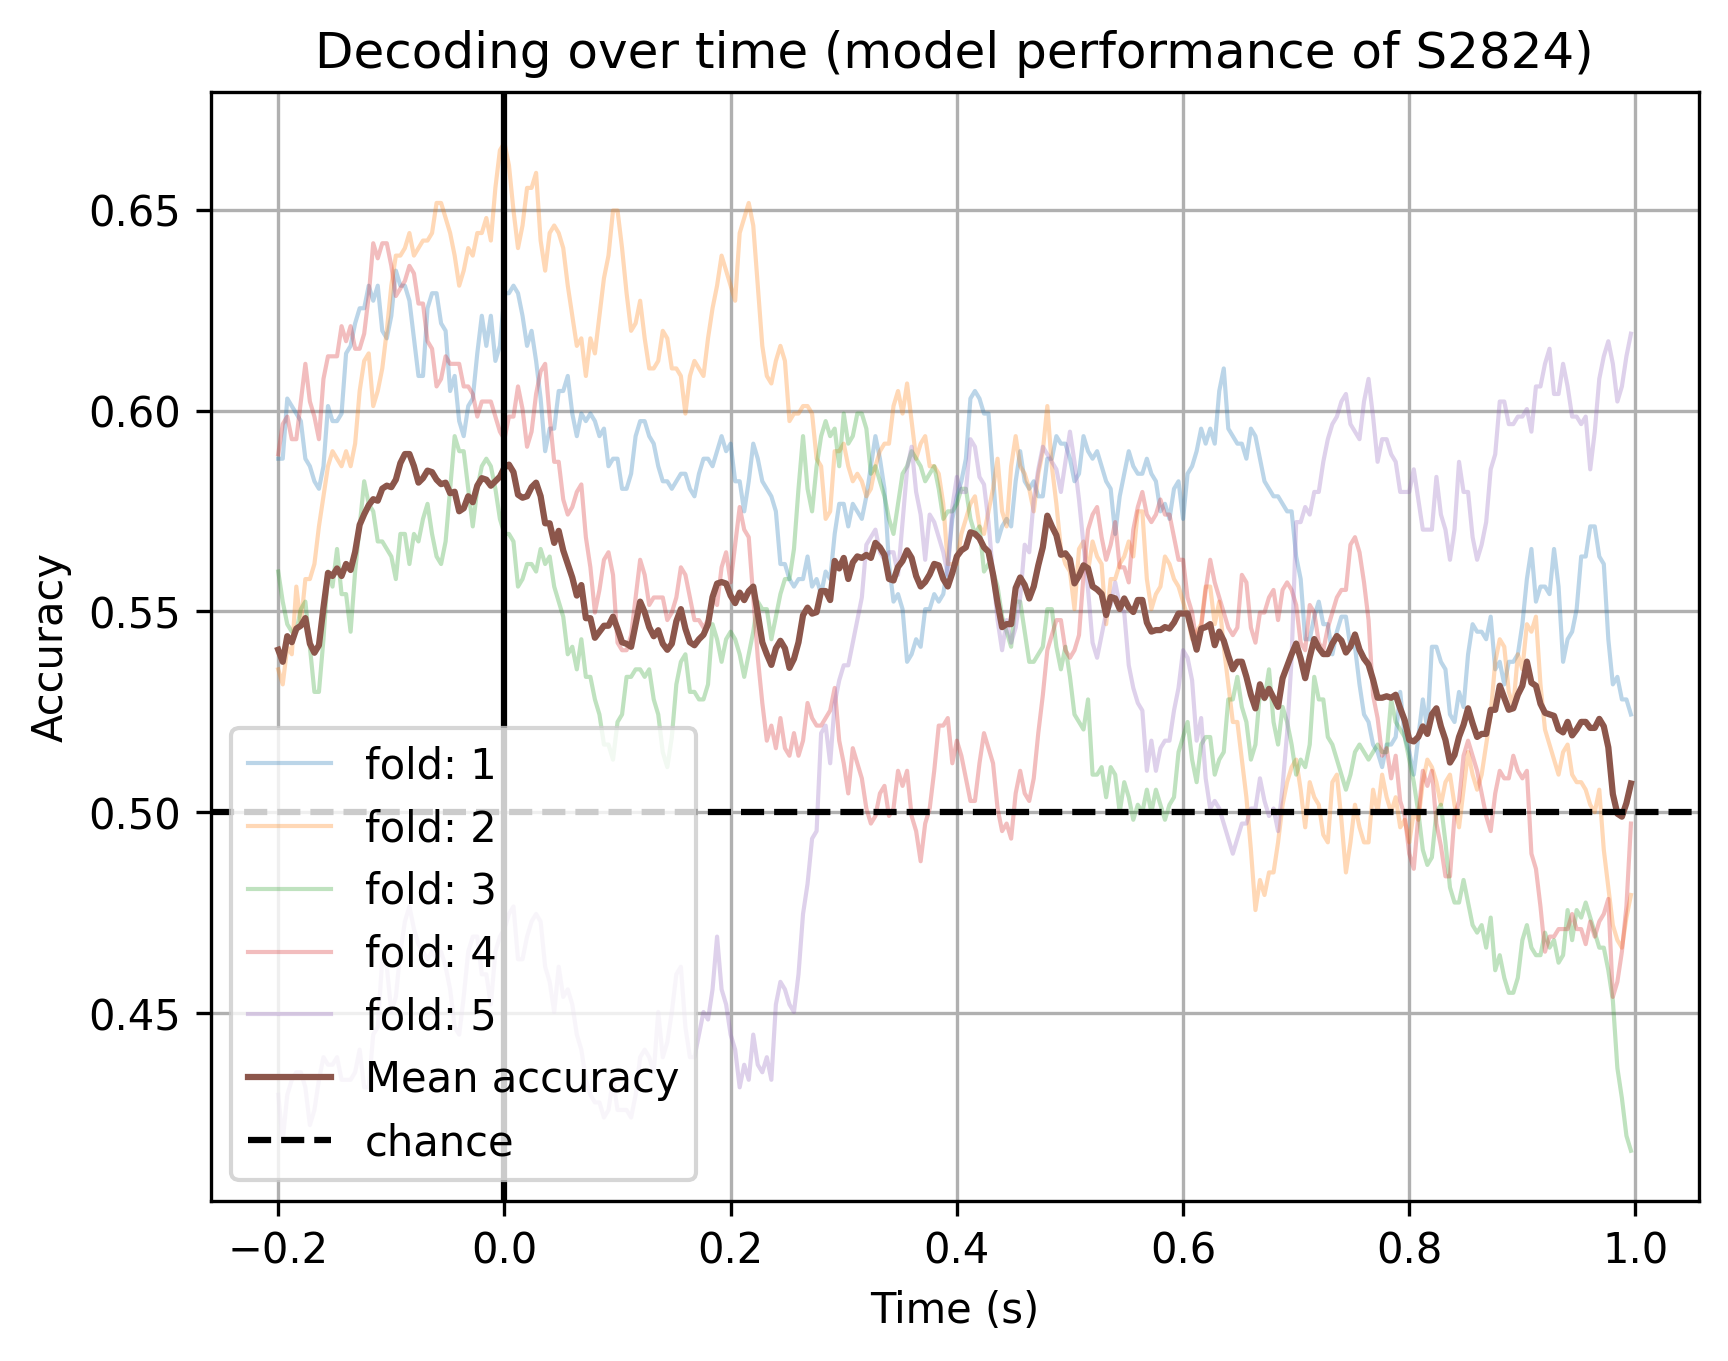 Decoding over time (model performance of S2824)
Accuracy
0.65
0.60
0.55
0.50
0.45
fold: 1
fold: 2
fold: 3
fold: 4
fold: 5
Mean accuracy
chance
−0.2 0.0 0.2 0.4 0.6 0.8 1.0
Time (s)